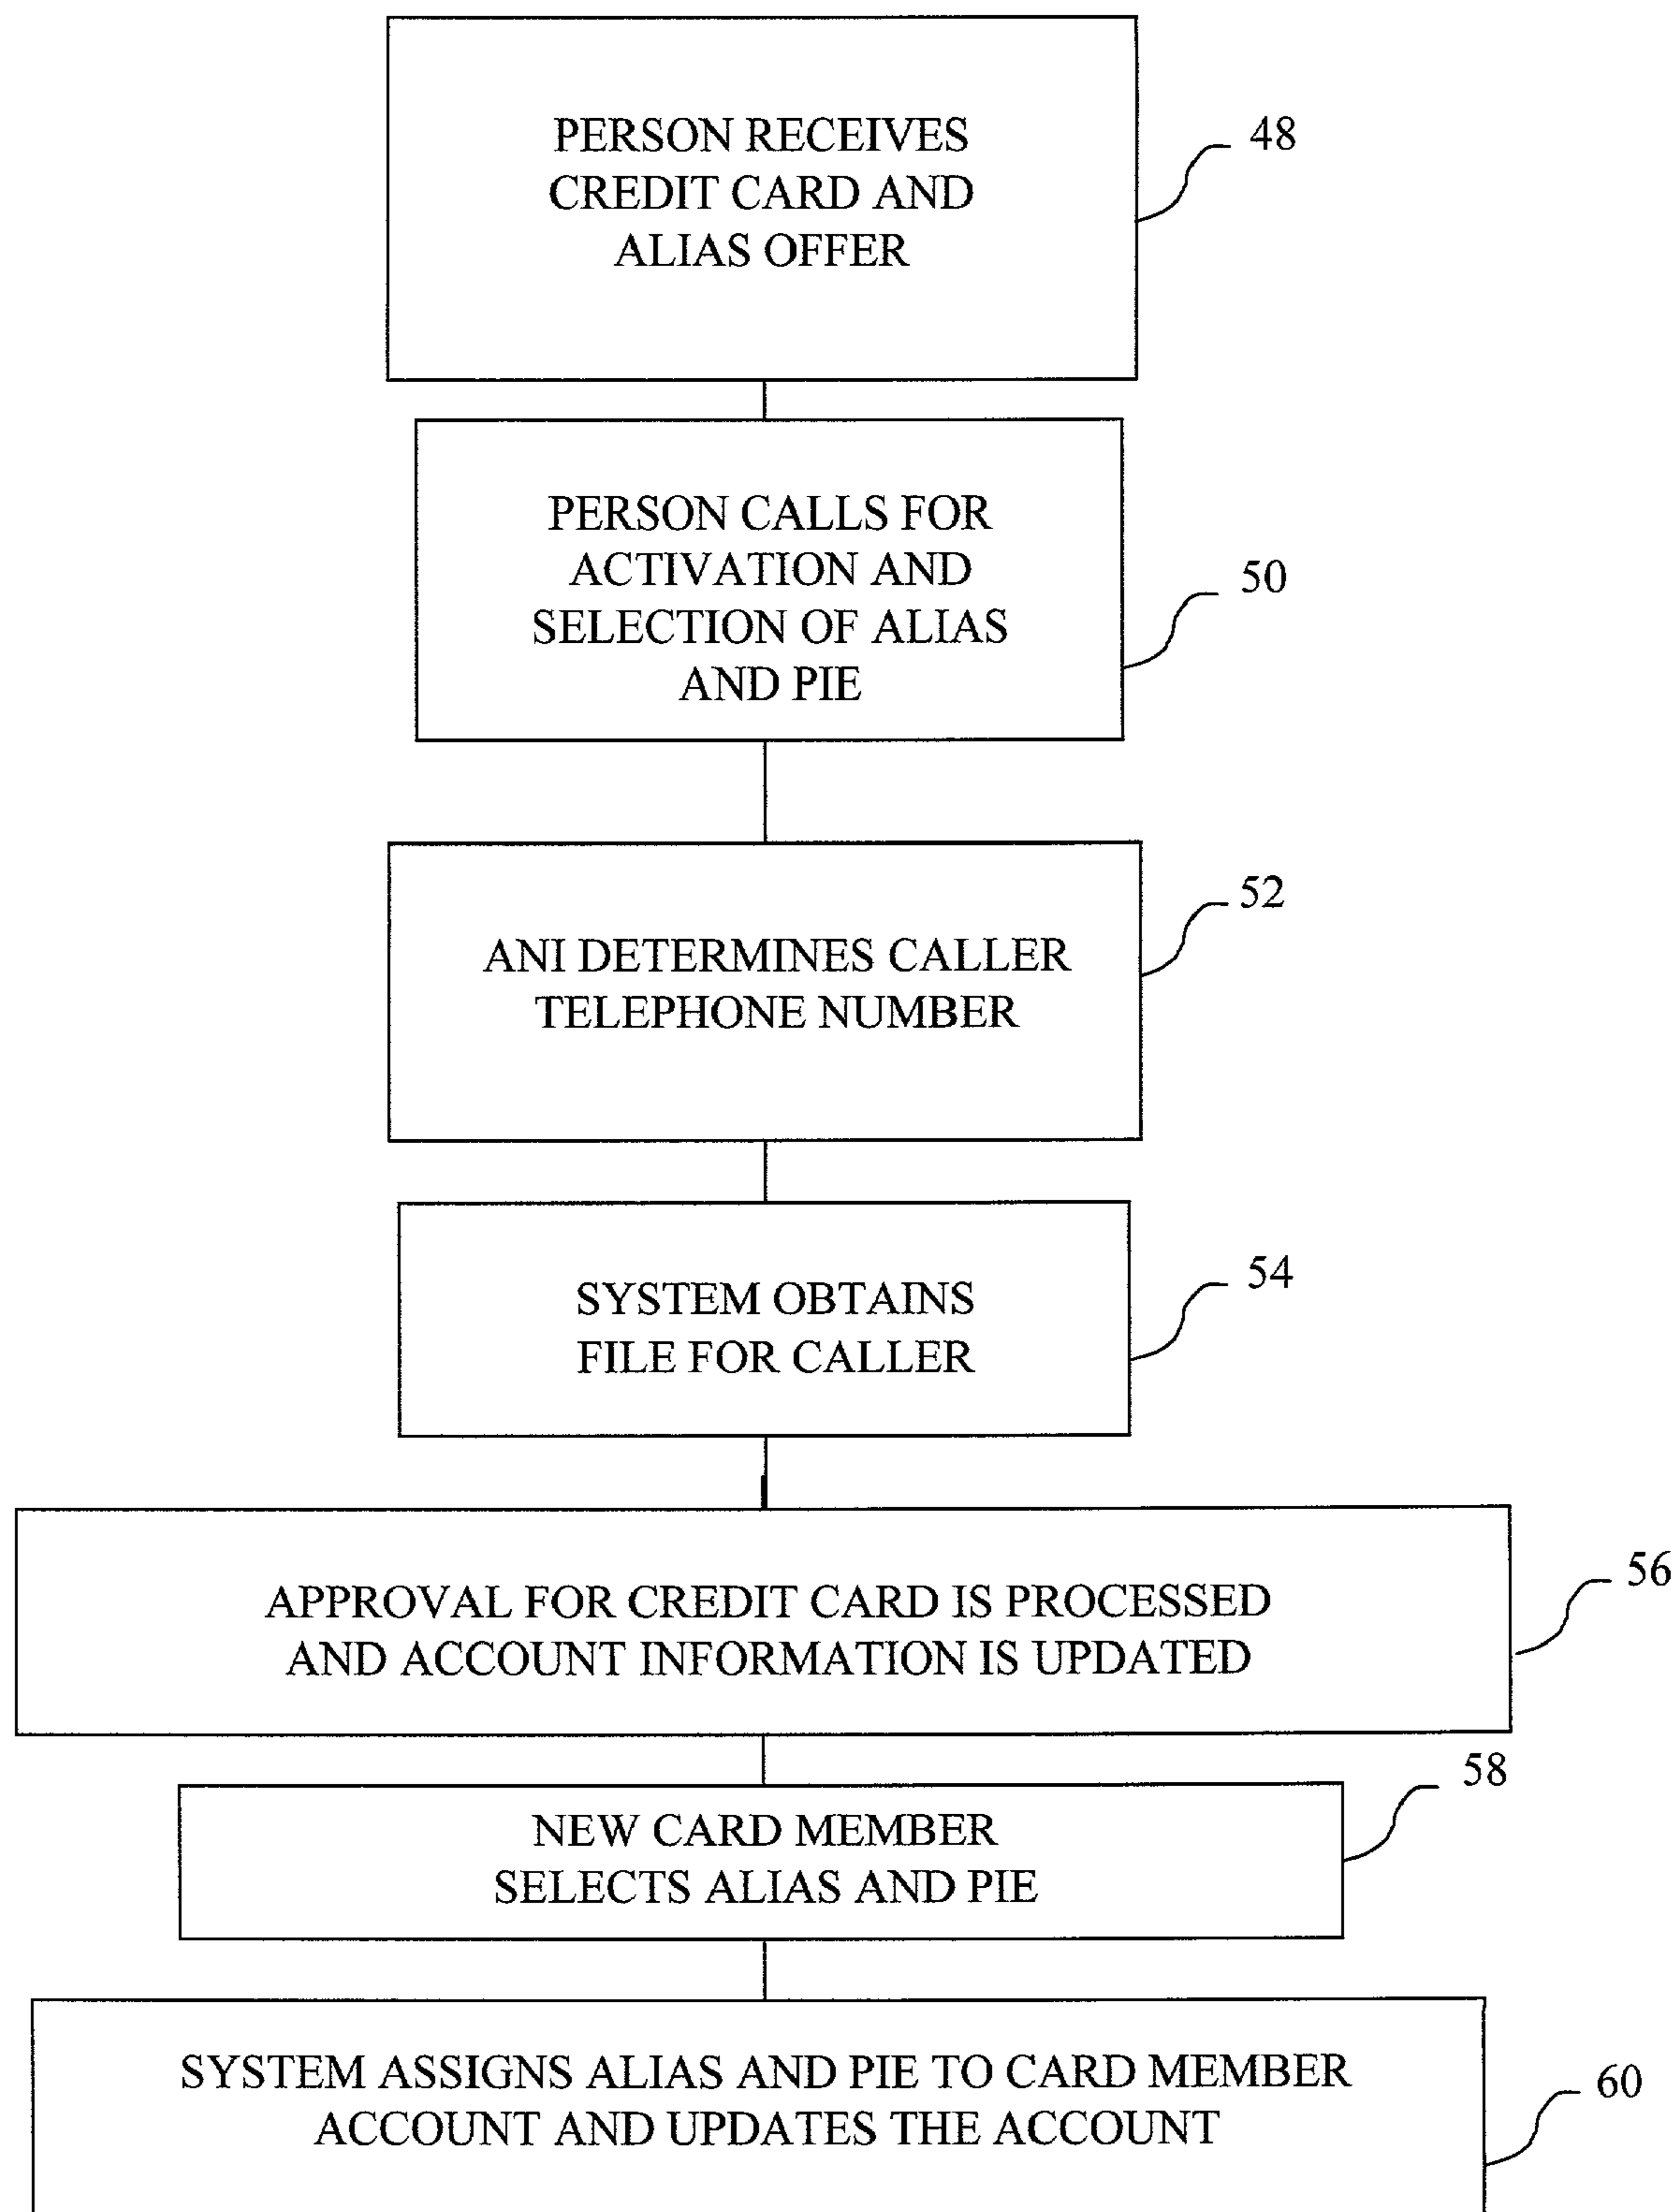 PERSON RECEIVES
CREDIT CARD AND
ALIAS OFFER
48
PERSON CALLS FOR
ACTIVATION AND
SELECTION OF ALIAS
AND PIE
50
ANI DETERMINES CALLER
TELEPHONE NUMBER
52
SYSTEM OBTAINS
FILE FOR CALLER
54
APPROVAL FOR CREDIT CARD IS PROCESSED
AND ACCOUNT INFORMATION IS UPDATED
56
NEW CARD MEMBER
SELECTS ALIAS AND PIE
58
SYSTEM ASSIGNS ALIAS AND PIE TO CARD MEMBER
ACCOUNT AND UPDATES THE ACCOUNT
60